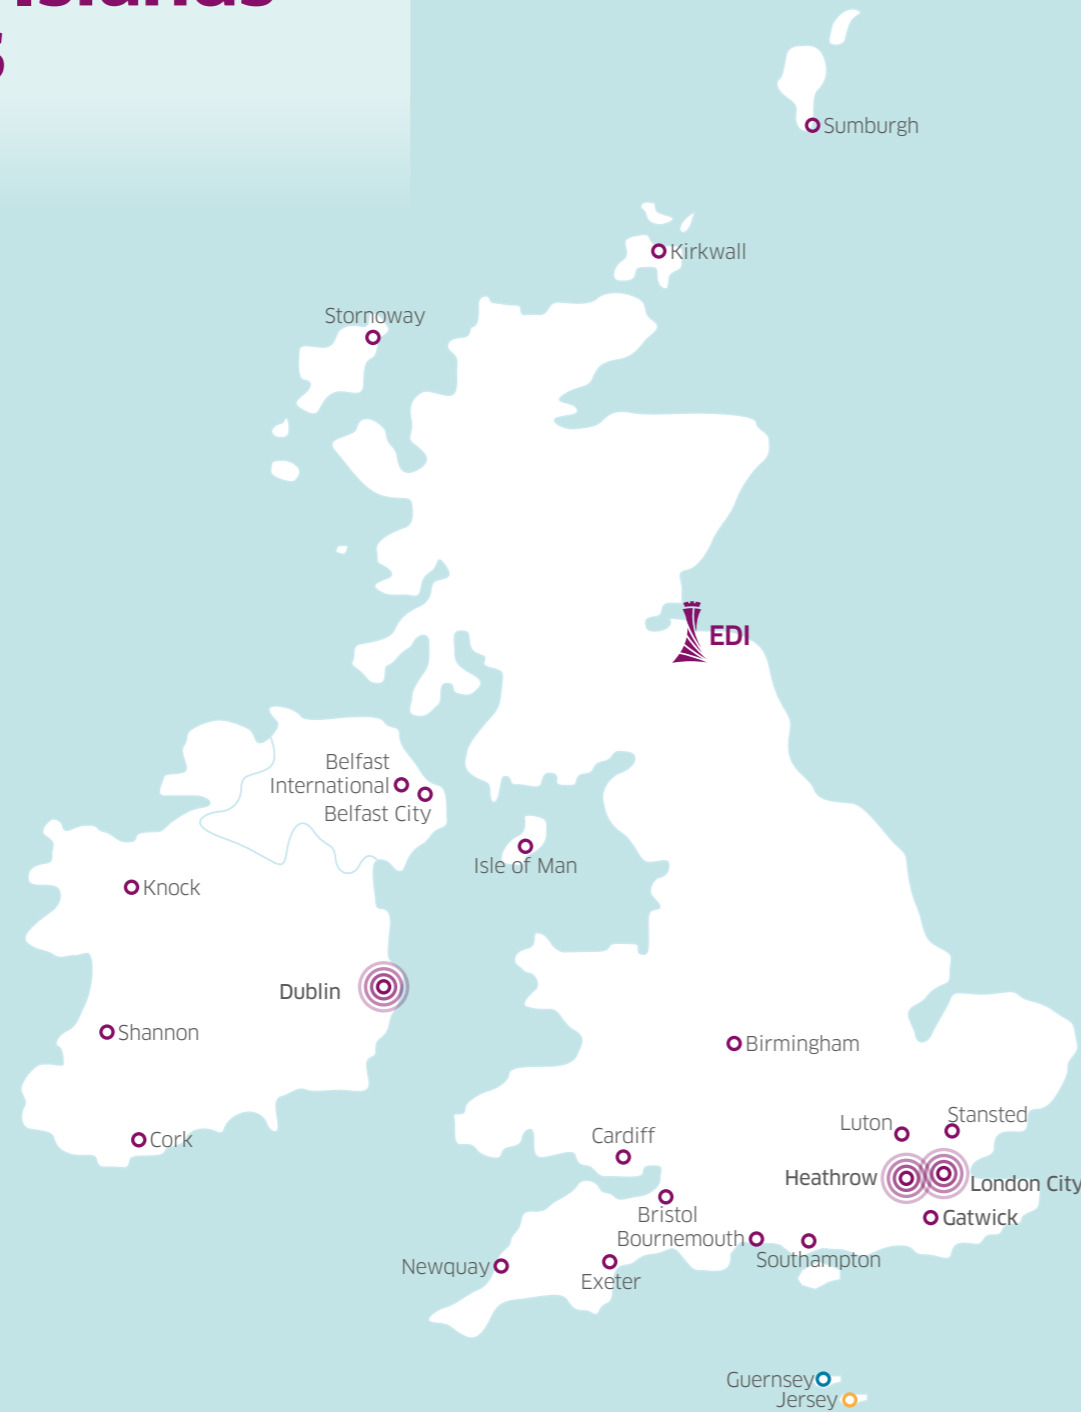 Islands
s
Sumburgh
Kirkwall
Stornoway
EDI
Belfast
International
Belfast City
Isle of Man
Knock
Dublin
Shannon
Birmingham
Cork
Luton
Stansted
Cardiff
Heathrow
London City
Bristol
Gatwick
Bournemouth
Southampton
Newquay
Exeter
Guernsey
Jersey